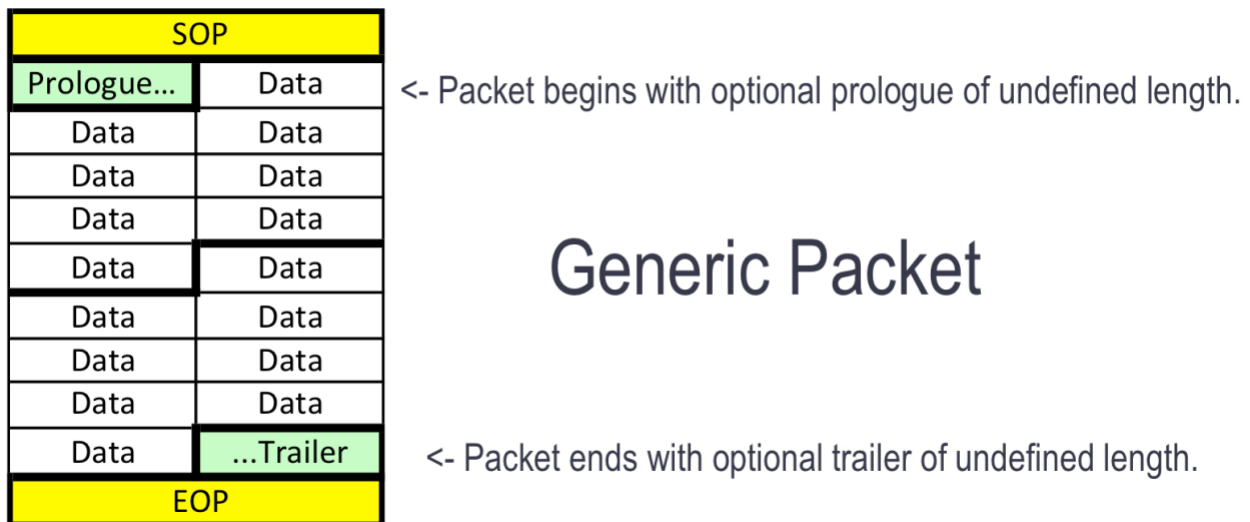 SOP
Prologue... Data <- Packet begins with optional prologue of undefined length.
Data Data
Data Data
Data Data
Data Data Generic Packet
Data Data
Data Data
Data Data
Data ...Trailer <- Packet ends with optional trailer of undefined length.
EOP